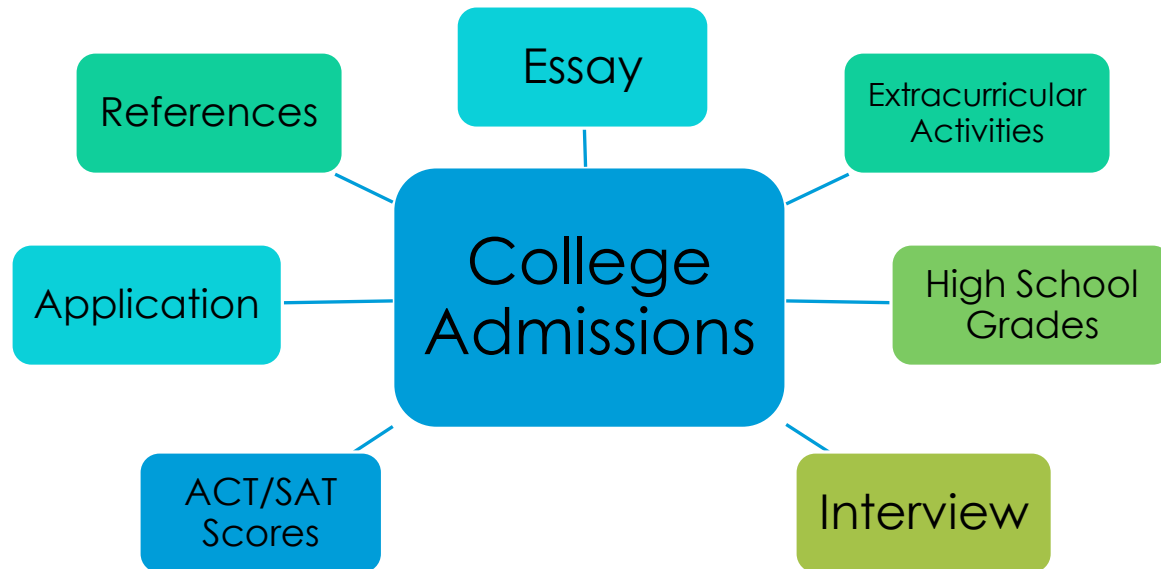 Essay
References
Extracurricular
Activities
College
Admissions
Application
High School
Grades
ACT/SAT
Scores
Interview